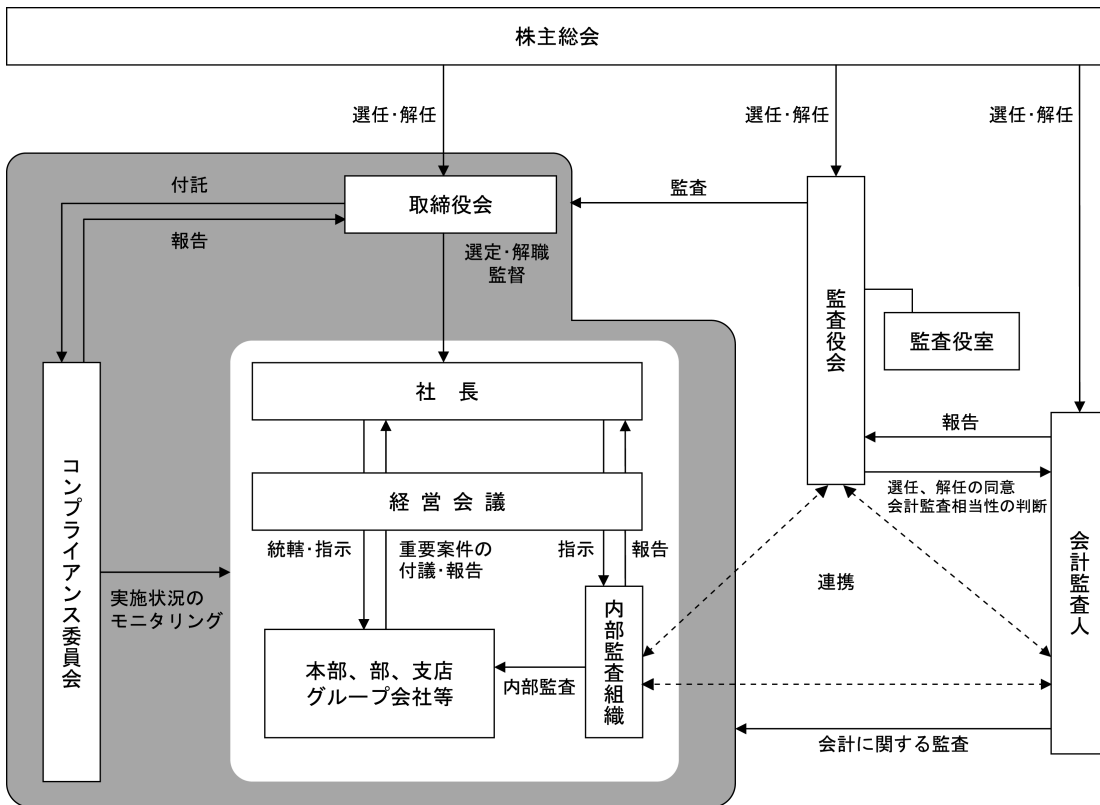 株主総会
選任・解任
選任・解任
選任・解任
付託
取締役会
監査
報告
選定・解職
監督
監査役会
監査役室
社 長
報告
コンプライアンス委員会
経 営 会 議
選任、解任の同意
会計監査相当性の判断
統轄・指示
重要案件の
付議・報告
指示
報告
会計監査人
連携
実施状況の
モニタリング
内部監査組織
本部、部、支店
グループ会社等
内部監査
会計に関する監査